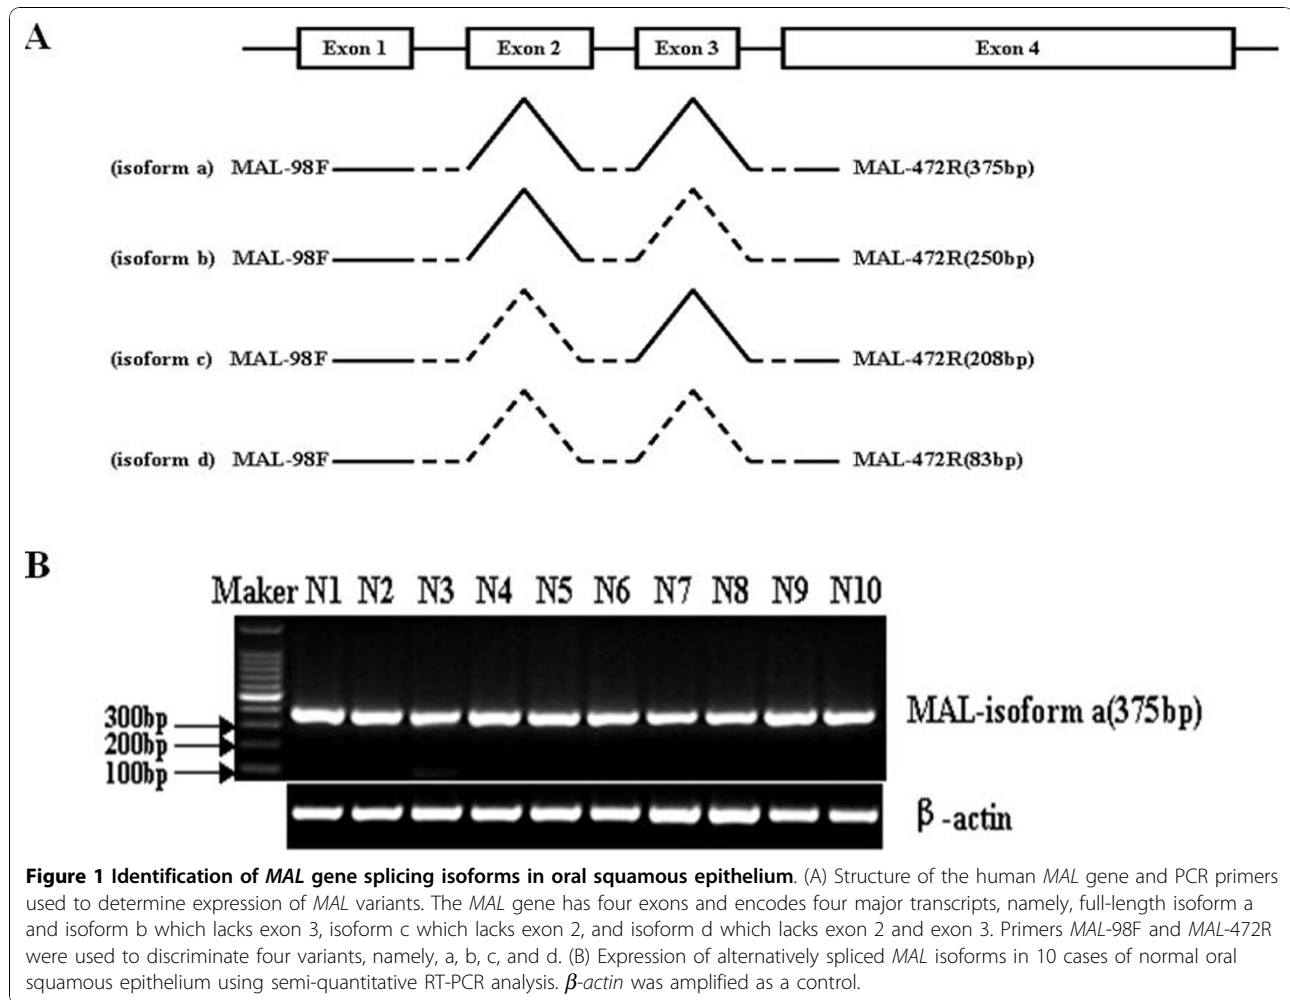 A
Exon 1 Exon 2 Exon 3 Exon 4
(isoform a) MAL-98F MAL-472R(375bp)
(isoform b) MAL-98F MAL-472R(250bp)
(isoform c) MAL-98F MAL-472R(208bp)
(isoform d) MAL-98F MAL-472R(83bp)
B
Maker N1 N2 N3 N4 N5 N6 N7 N8 N9 N10
MAL-isoform a(375bp)
300bp
200bp
100bp
β-actin
Figure 1 Identification of MAL gene splicing isoforms in oral squamous epithelium. (A) Structure of the human MAL gene and PCR primers
used to determine expression of MAL variants. The MAL gene has four exons and encodes four major transcripts, namely, full-length isoform a
and isoform b which lacks exon 3, isoform c which lacks exon 2, and isoform d which lacks exon 2 and exon 3. Primers MAL-98F and MAL-472R
were used to discriminate four variants, namely, a, b, c, and d. (B) Expression of alternatively spliced MAL isoforms in 10 cases of normal oral
squamous epithelium using semi-quantitative RT-PCR analysis. β-actin was amplified as a control.